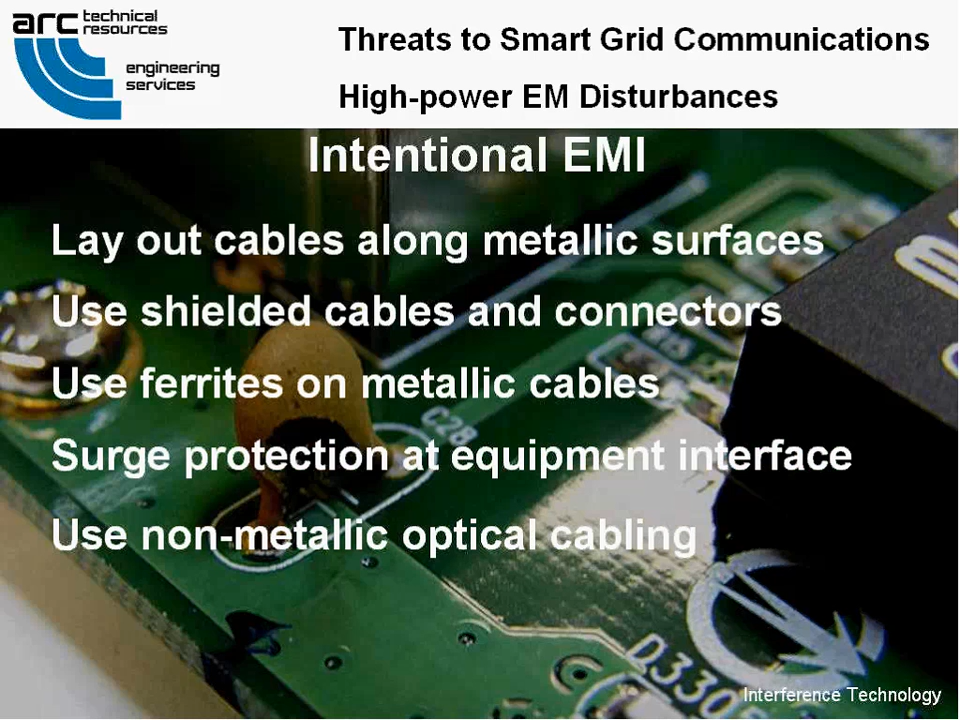 arc technical resources
engineering services
Threats to Smart Grid Communications
High-power EM Disturbances
Intentional EMI
Lay out cables along metallic surfaces
Use shielded cables and connectors
Use ferrites on metallic cables
C28
Surge protection at equipment interface
Use non-metallic optical cabling
Interference Technology